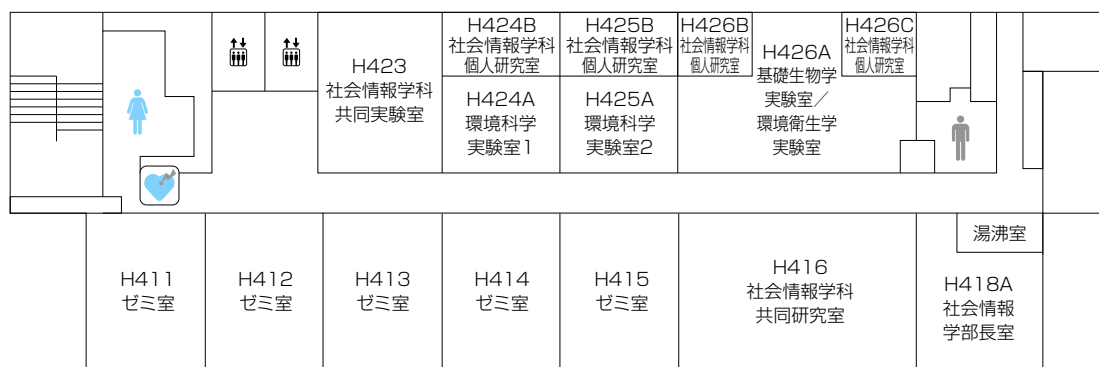 H423
社会情報学科
共同実験室
H424B
社会情報学科
個人研究室
H424A
環境科学
実験室1
H425B
社会情報学科
個人研究室
H425A
環境科学
実験室2
H426B
社会情報学科
個人研究室
H426A
基礎生物学
実験室／
環境衛生学
実験室
H426C
社会情報学科
個人研究室
H411
ゼミ室
H412
ゼミ室
H413
ゼミ室
H414
ゼミ室
H415
ゼミ室
H416
社会情報学科
共同研究室
湯沸室
H418A
社会情報
学部長室